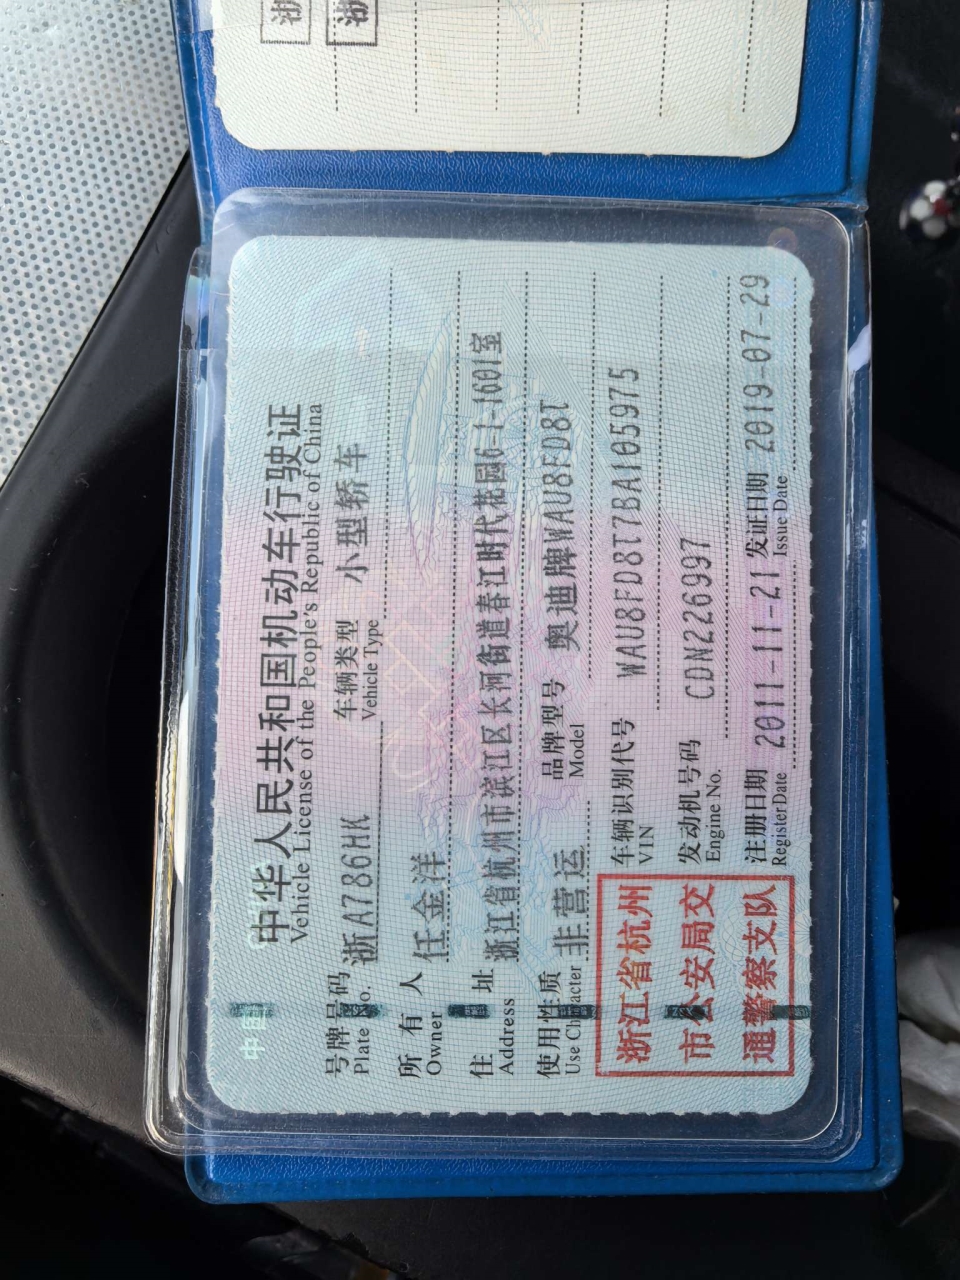 中华人民共和国机动车行驶证
Vehicle License of the People's Republic of China
号牌号码 浙A786HK 车辆类型 小型轿车
Plate No. Vehicle Type
所有人 任金洋
Owner
住址 浙江省杭州市滨江区长河街道春江时代花园6-1-1601室
Address
使用性质 非营运 品牌型号 奥迪牌WAU8FD8T
Use Character Model
浙江省杭州
市公安局交
通警察支队
车辆识别代号 WAU8FD8T7BA105975
VIN
发动机号码 CDN226997
Engine No.
注册日期 2011-11-21 发证日期 2019-07-29
Register Date Issue Date
中国
浙
浙